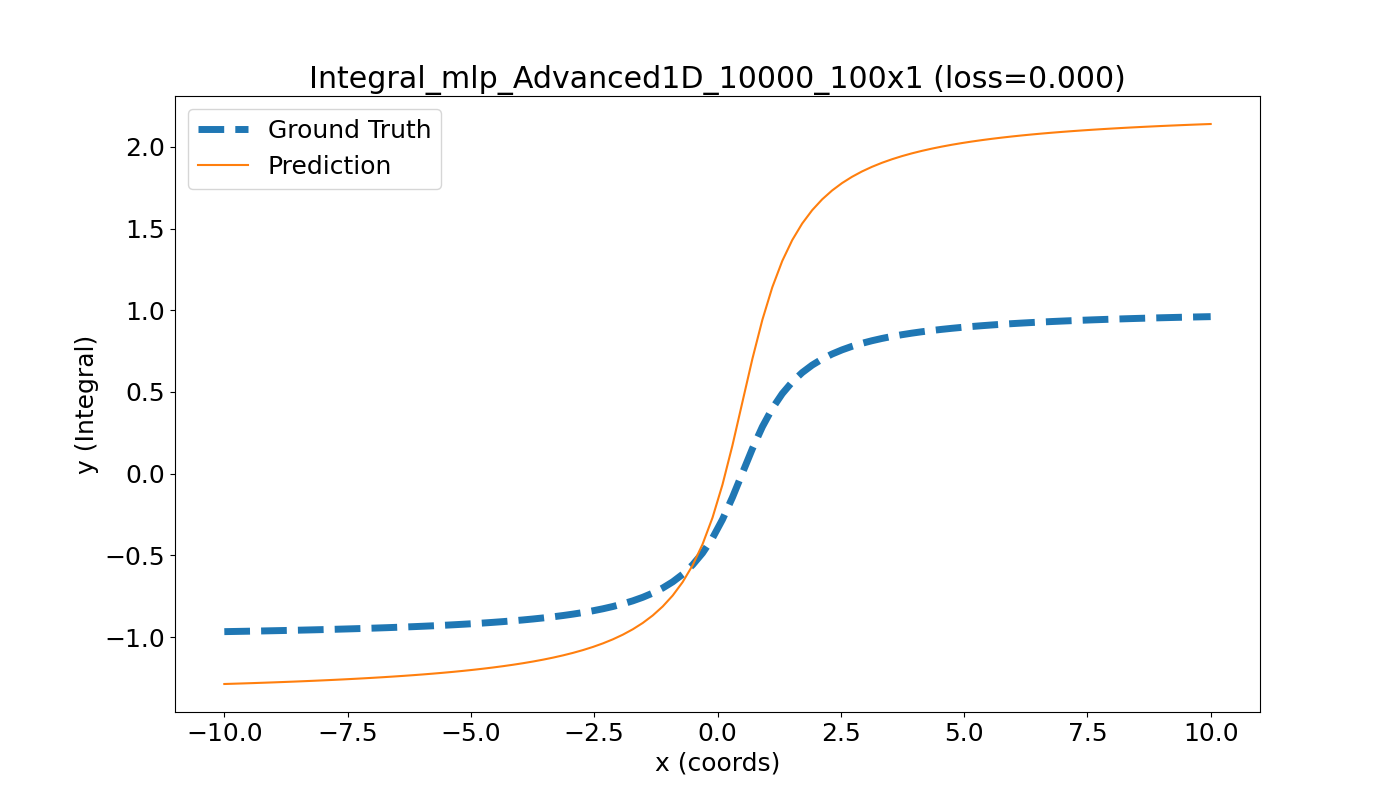 Integral_mlp_Advanced1D_10000_100x1 (loss=0.000)
Ground Truth
Prediction
2.0
1.5
1.0
0.5
0.0
−0.5
−1.0
y (Integral)
−10.0 −7.5 −5.0 −2.5 0.0 2.5 5.0 7.5 10.0
x (coords)